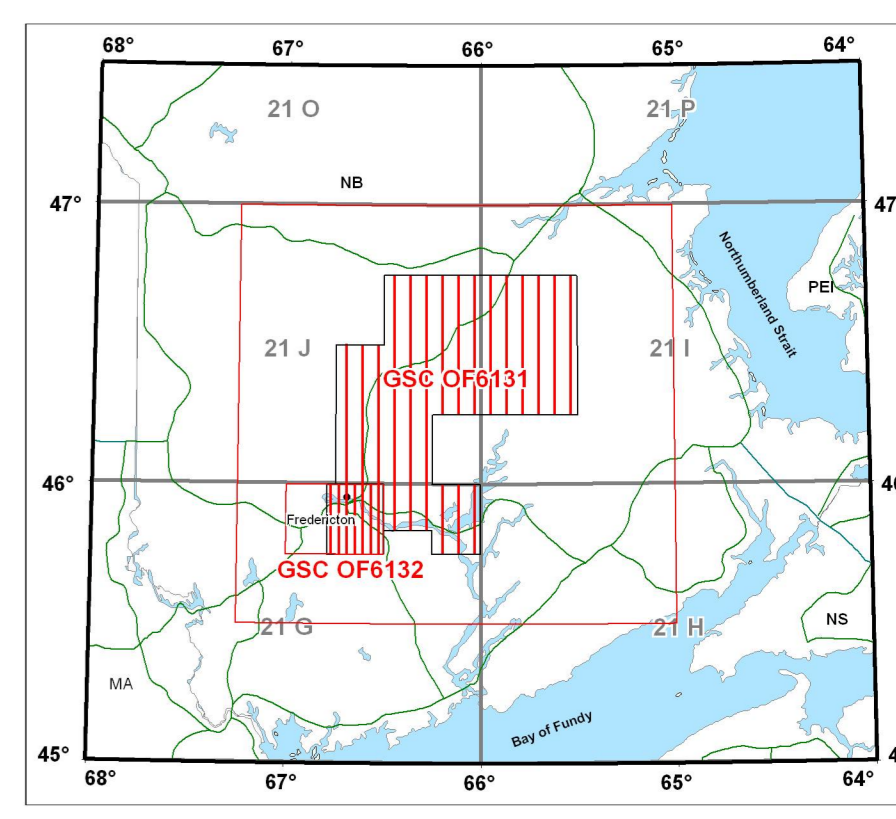 68° 67° 66° 65° 64°
21 O 21 P
NB
47° 47
Northumberland Strait
PEI
21 J 21 I
GSC OF6131
46°
Fredericton
GSC OF6132
21 G 21 H
NS
MA
Bay of Fundy
45° 4
68° 67° 66° 65° 64°